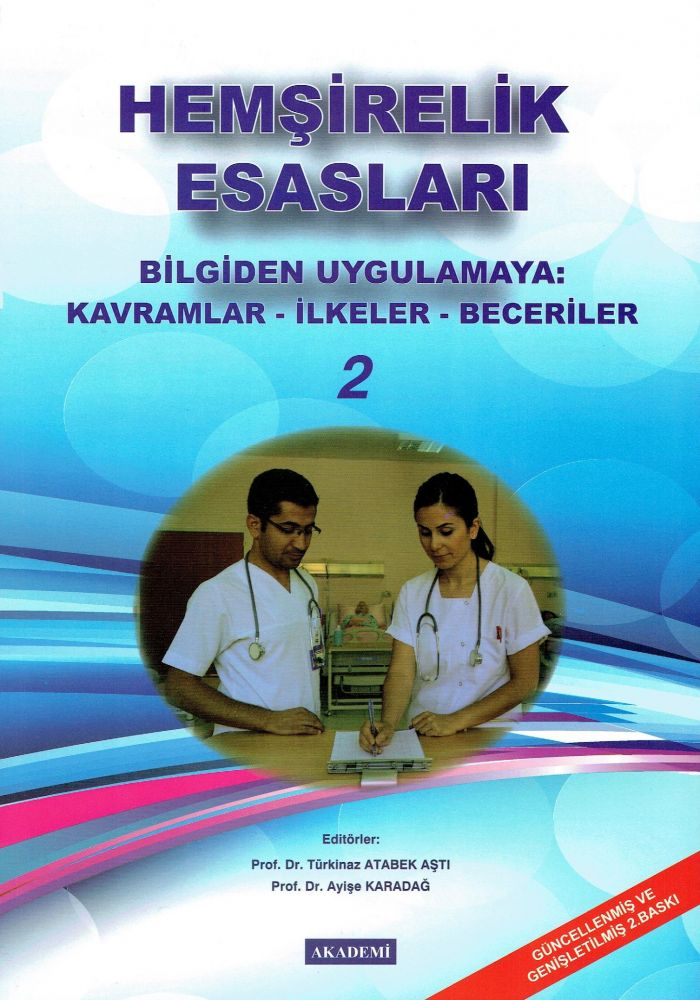 HEMŞİRELİK
ESASLARI
BİLGİDEN UYGULAMAYA:
KAVRAMLAR - İLKELER - BECERİLER
2
Editörler:
Prof. Dr. Türkinaz ATABEK AŞTI
Prof. Dr. Ayişe KARADAĞ
AKADEMİ
GÜNCELLENMİŞ VE
GENİŞLETİLMİŞ 2.BASKI